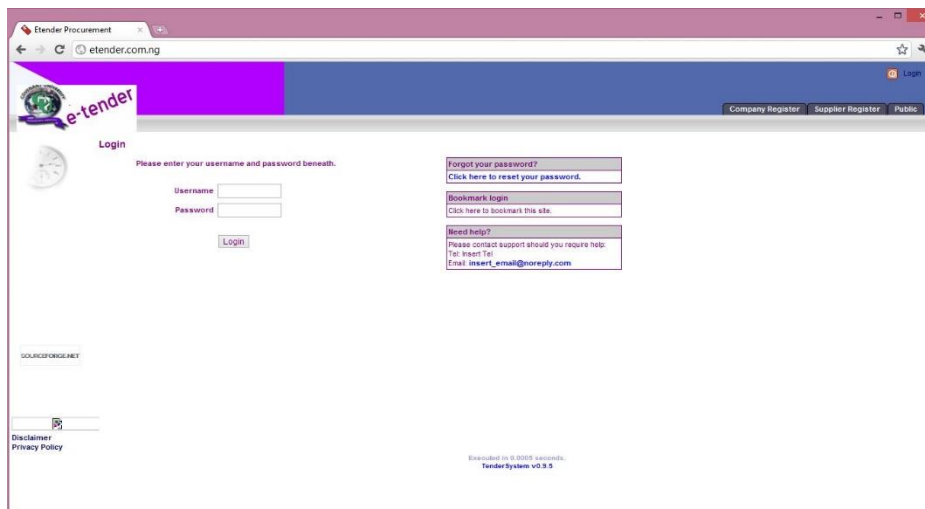 Etender Procurement
etender.com.ng
Login
e-tender
Company Register
Supplier Register
Public
Login
Please enter your username and password beneath.
Username
Password
Login
Forgot your password?
Click here to reset your password.
Bookmark login
Click here to bookmark this site.
Need help?
Please contact support should you require help:
Tel: Insert Tel
Email: insert_email@noreply.com
SOURCEFORGE.NET
Disclaimer
Privacy Policy
Executed in 0.0005 seconds.
TenderSystem v0.9.5